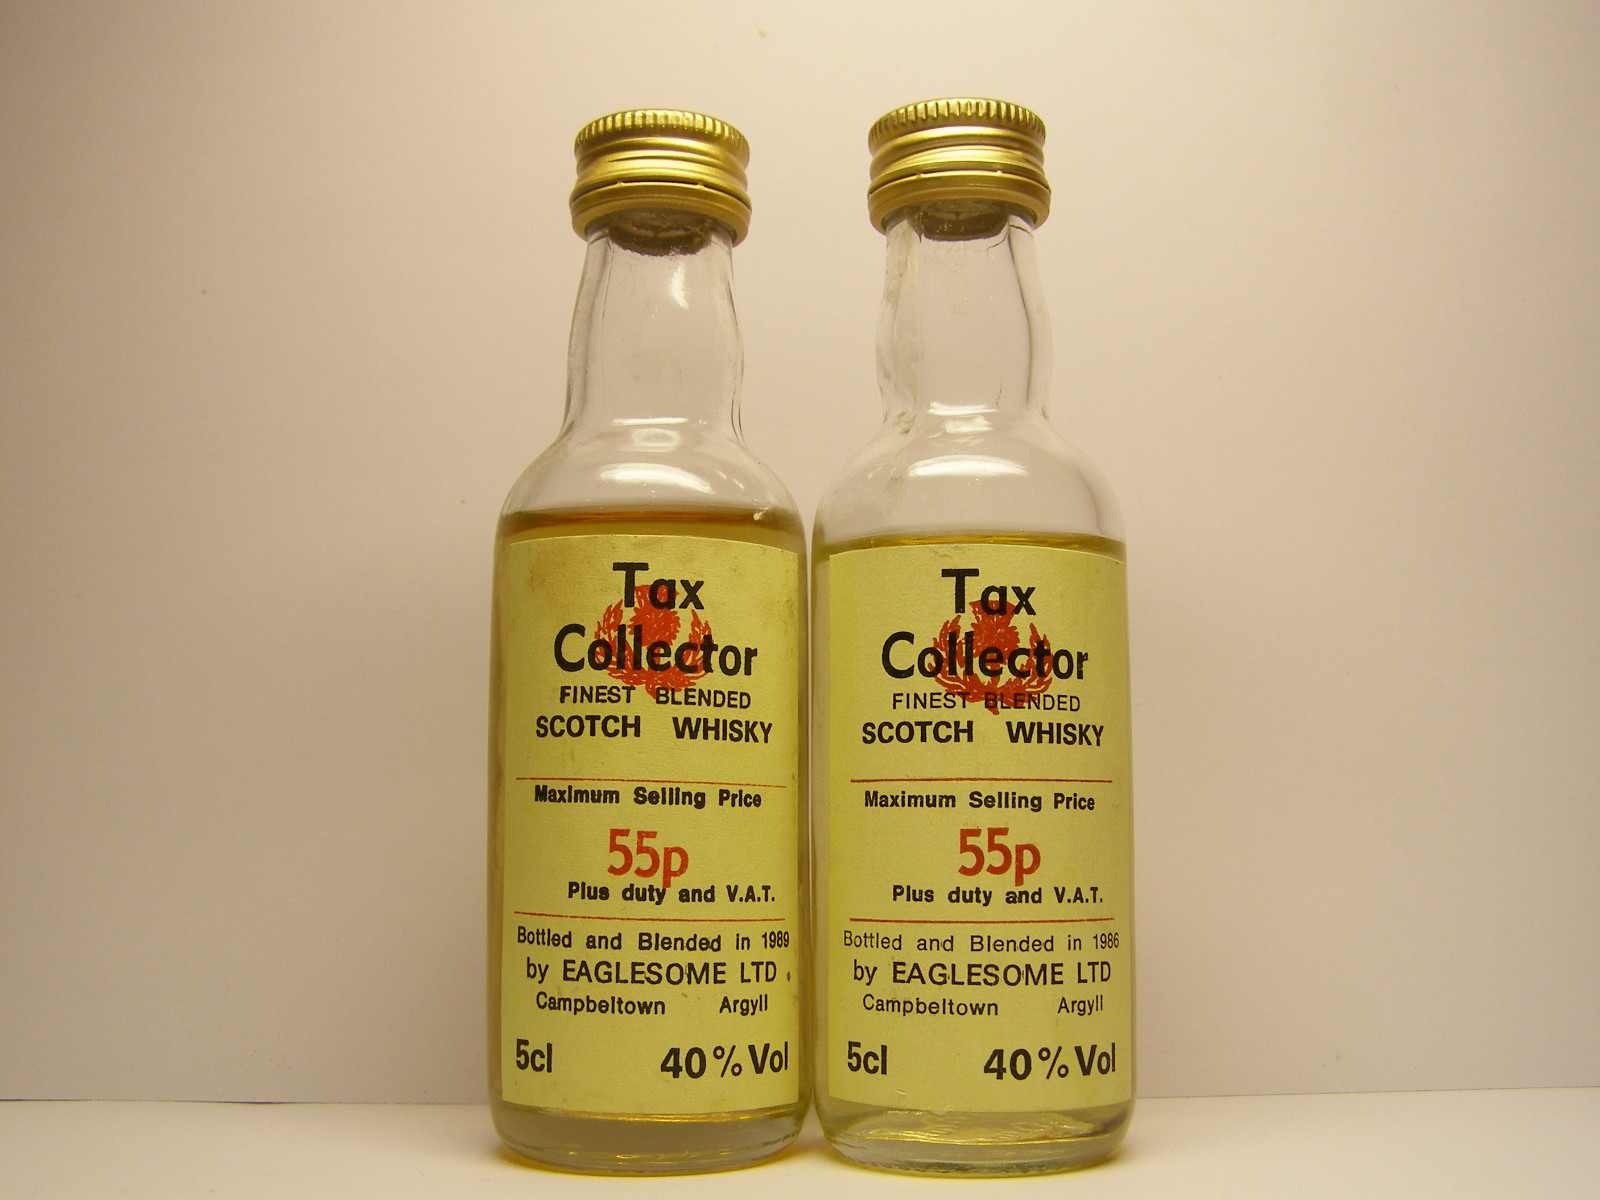 Tax
Collector
FINEST BLENDED
SCOTCH WHISKY
Maximum Selling Price
55p
Plus duty and V.A.T.
Bottled and Blended in 1989
by EAGLESOME LTD.
Campbeltown Argyll
5cl 40% Vol
Tax
Collector
FINEST BLENDED
SCOTCH WHISKY
Maximum Selling Price
55p
Plus duty and V.A.T.
Bottled and Blended in 1986
by EAGLESOME LTD
Campbeltown Argyll
5cl 40% Vol